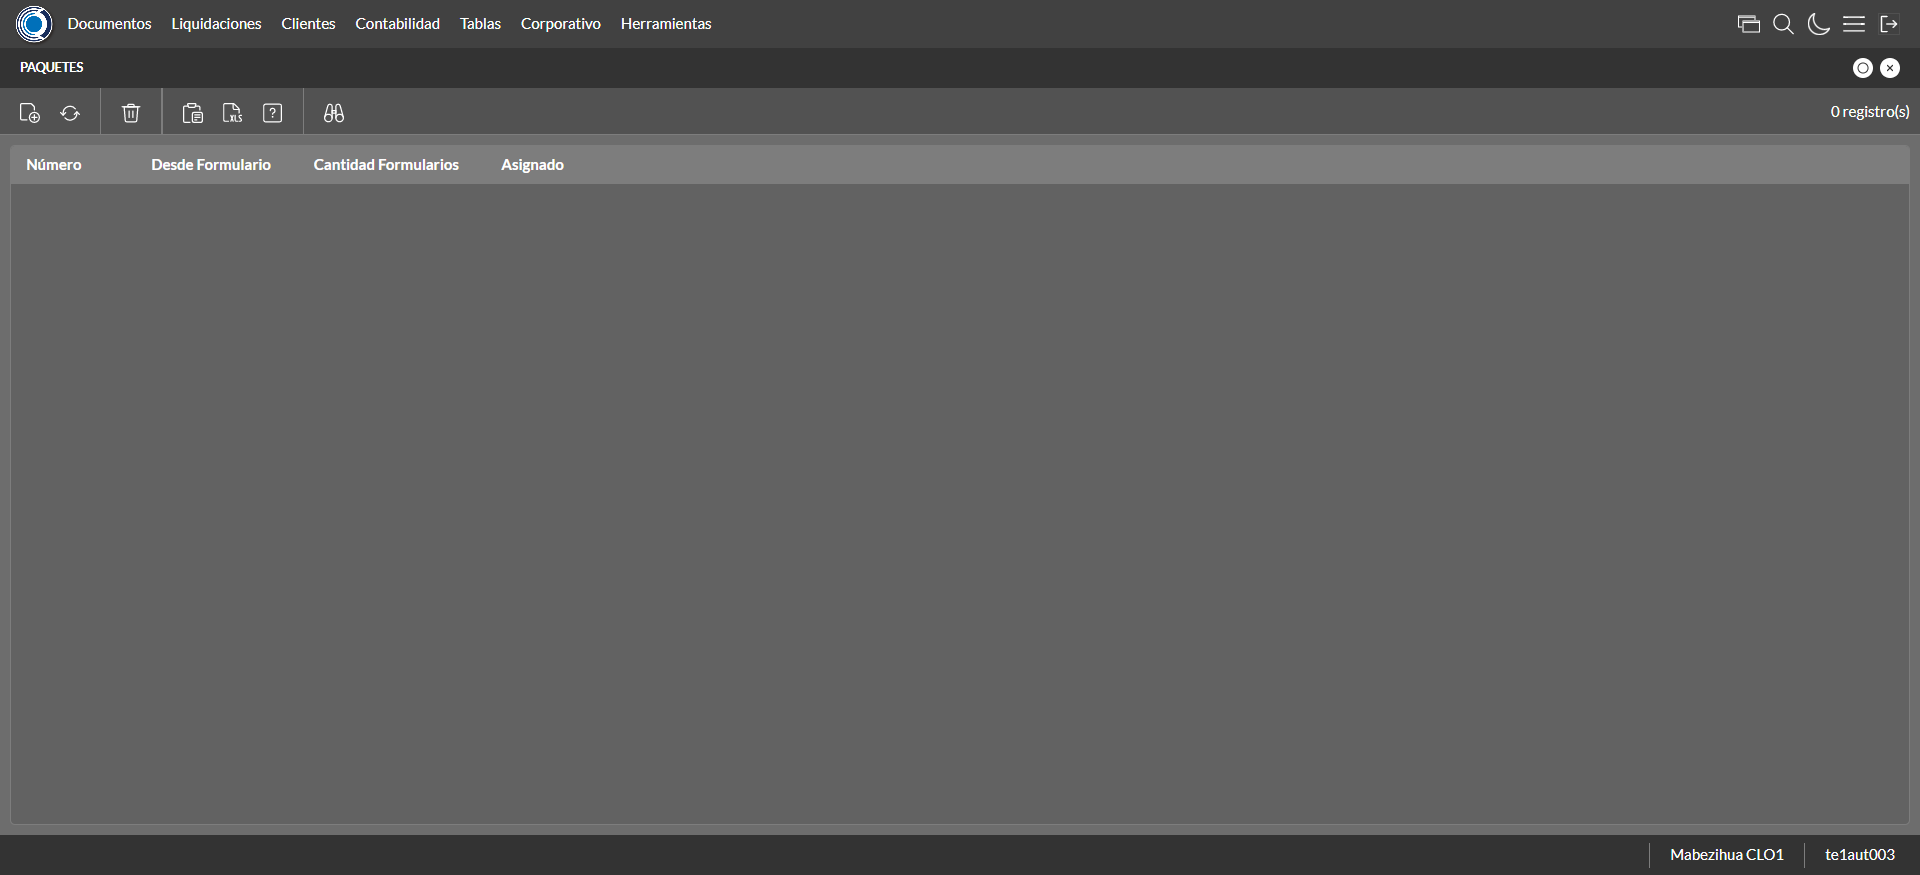 Documentos Liquidaciones Clientes Contabilidad Tablas Corporativo Herramientas
PAQUETES
XLS ? 0 registro(s)
Número Desde Formulario Cantidad Formularios Asignado
Mabezihua CLO1 te1aut003